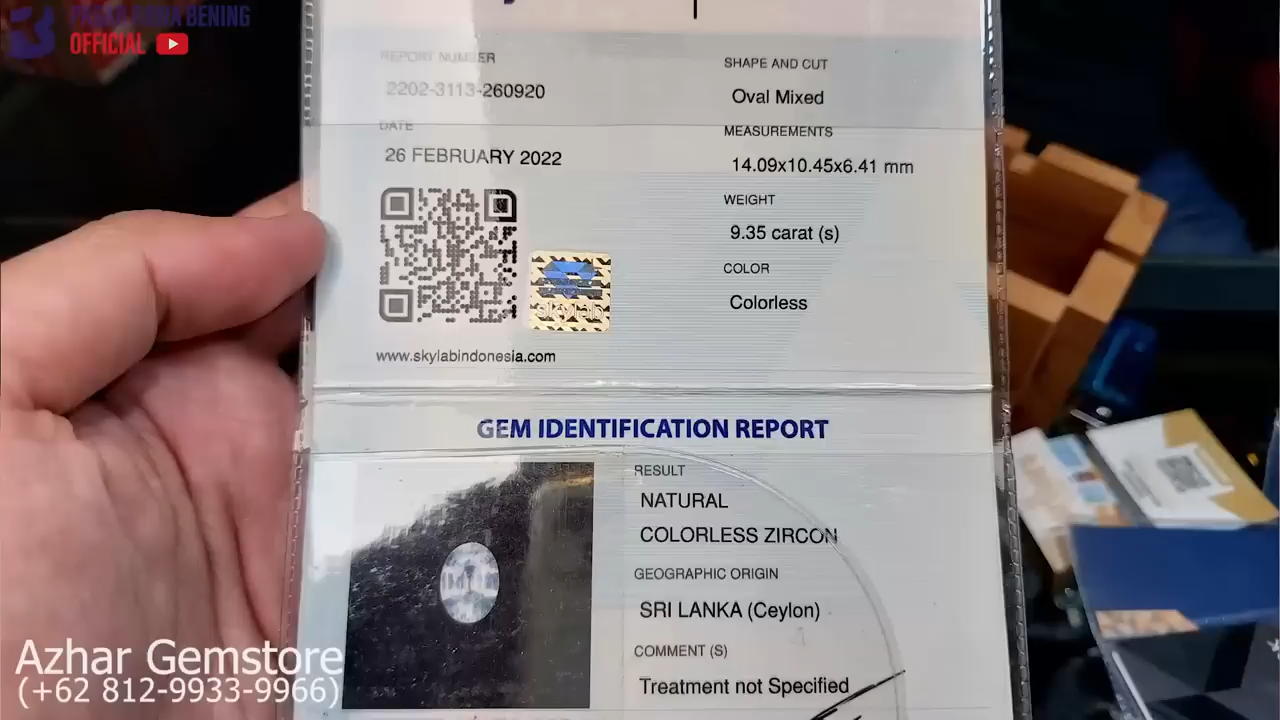 BENING
OFFICIAL
REPORT NUMBER
2202-3113-260920
DATE
26 FEBRUARY 2022
www.skylabindonesia.com
skylab
SHAPE AND CUT
Oval Mixed
MEASUREMENTS
14.09x10.45x6.41 mm
WEIGHT
9.35 carat (s)
COLOR
Colorless
GEM IDENTIFICATION REPORT
RESULT
NATURAL
COLORLESS ZIRCON
GEOGRAPHIC ORIGIN
SRI LANKA (Ceylon)
COMMENT (S)
Treatment not Specified
Azhar Gemstore
(+62 812-9933-9966)